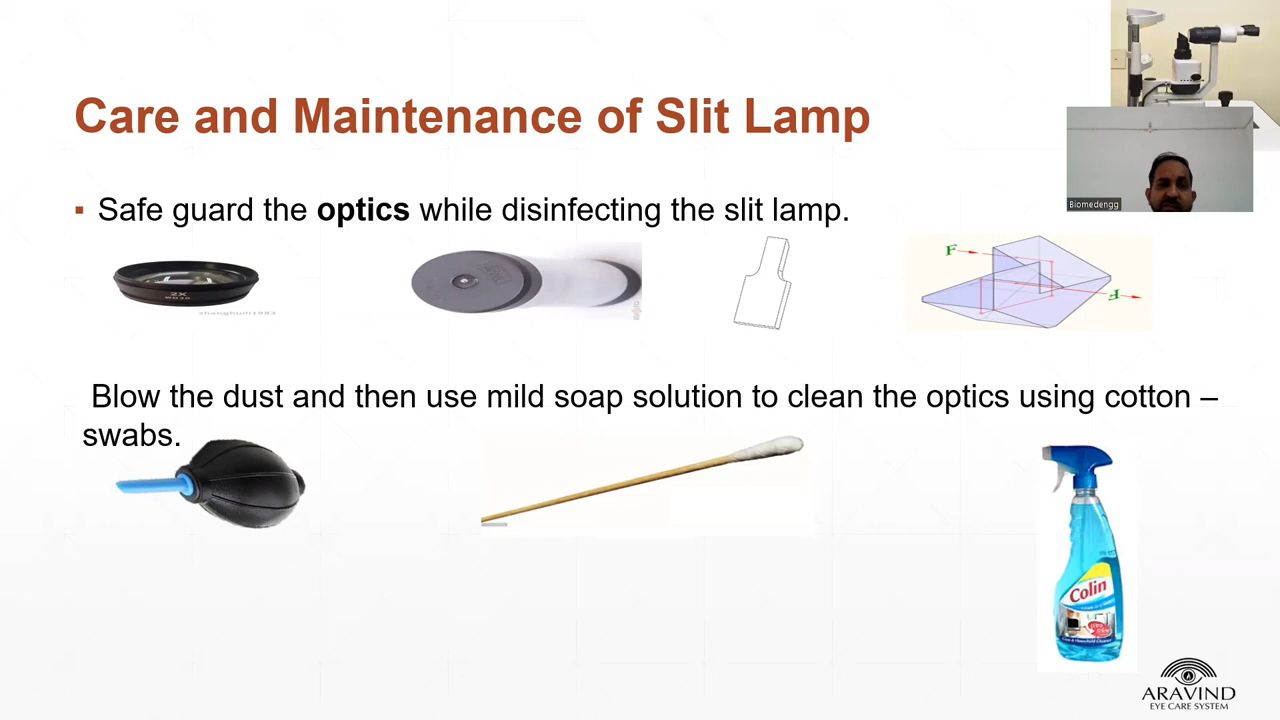 Care and Maintenance of Slit Lamp
Biomedengg
▪ Safe guard the optics while disinfecting the slit lamp.
2X
WD30
zhanghuili1983
F
F
Blow the dust and then use mild soap solution to clean the optics using cotton –
swabs.
Colin
ARAVIND
EYE CARE SYSTEM